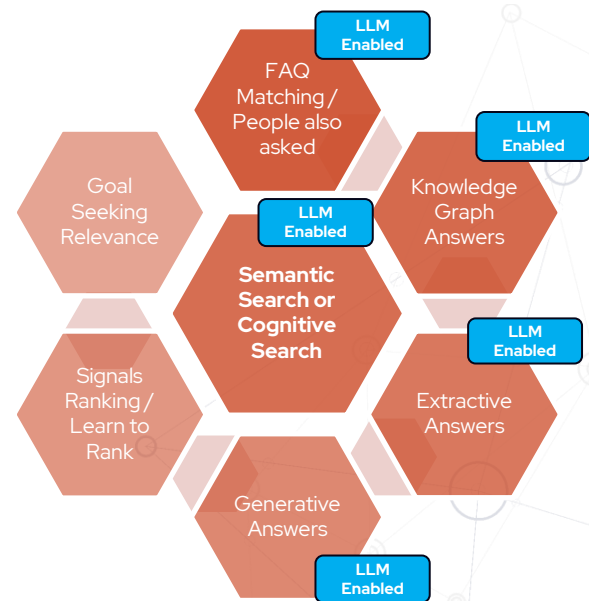 LLM
Enabled
FAQ
Matching /
People also
asked
LLM
Enabled
Knowledge
Graph
Answers
Goal
Seeking
Relevance
LLM
Enabled
Semantic
Search or
Cognitive
Search
LLM
Enabled
Extractive
Answers
Signals
Ranking /
Learn to
Rank
Generative
Answers
LLM
Enabled